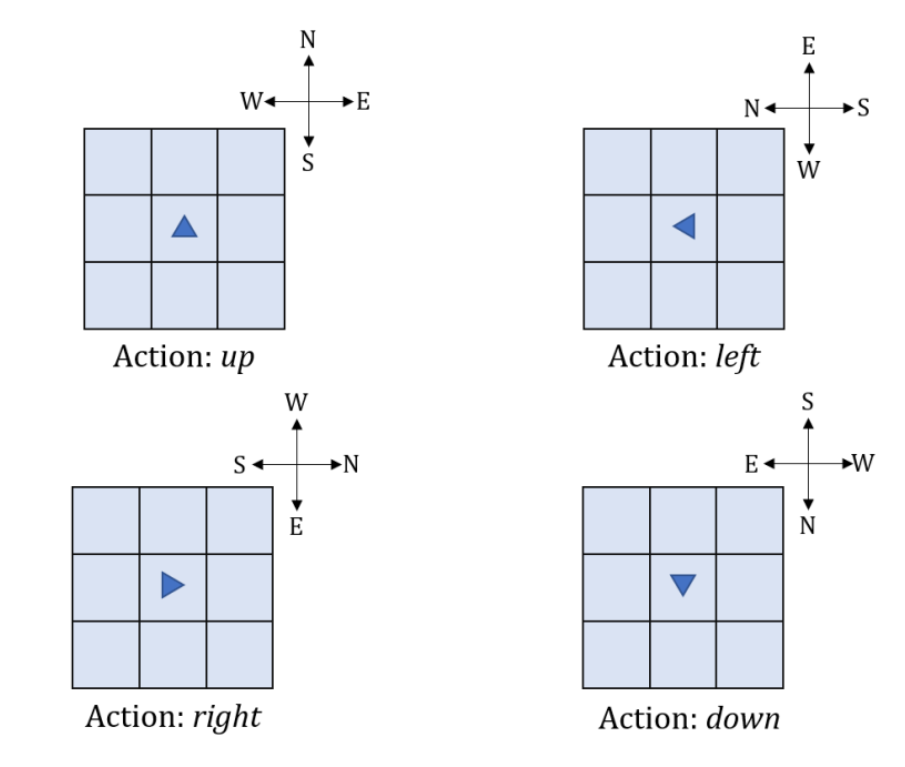 N
W E
S
Action: up
E
N S
W
Action: left
W
S N
E
Action: right
S
E W
N
Action: down